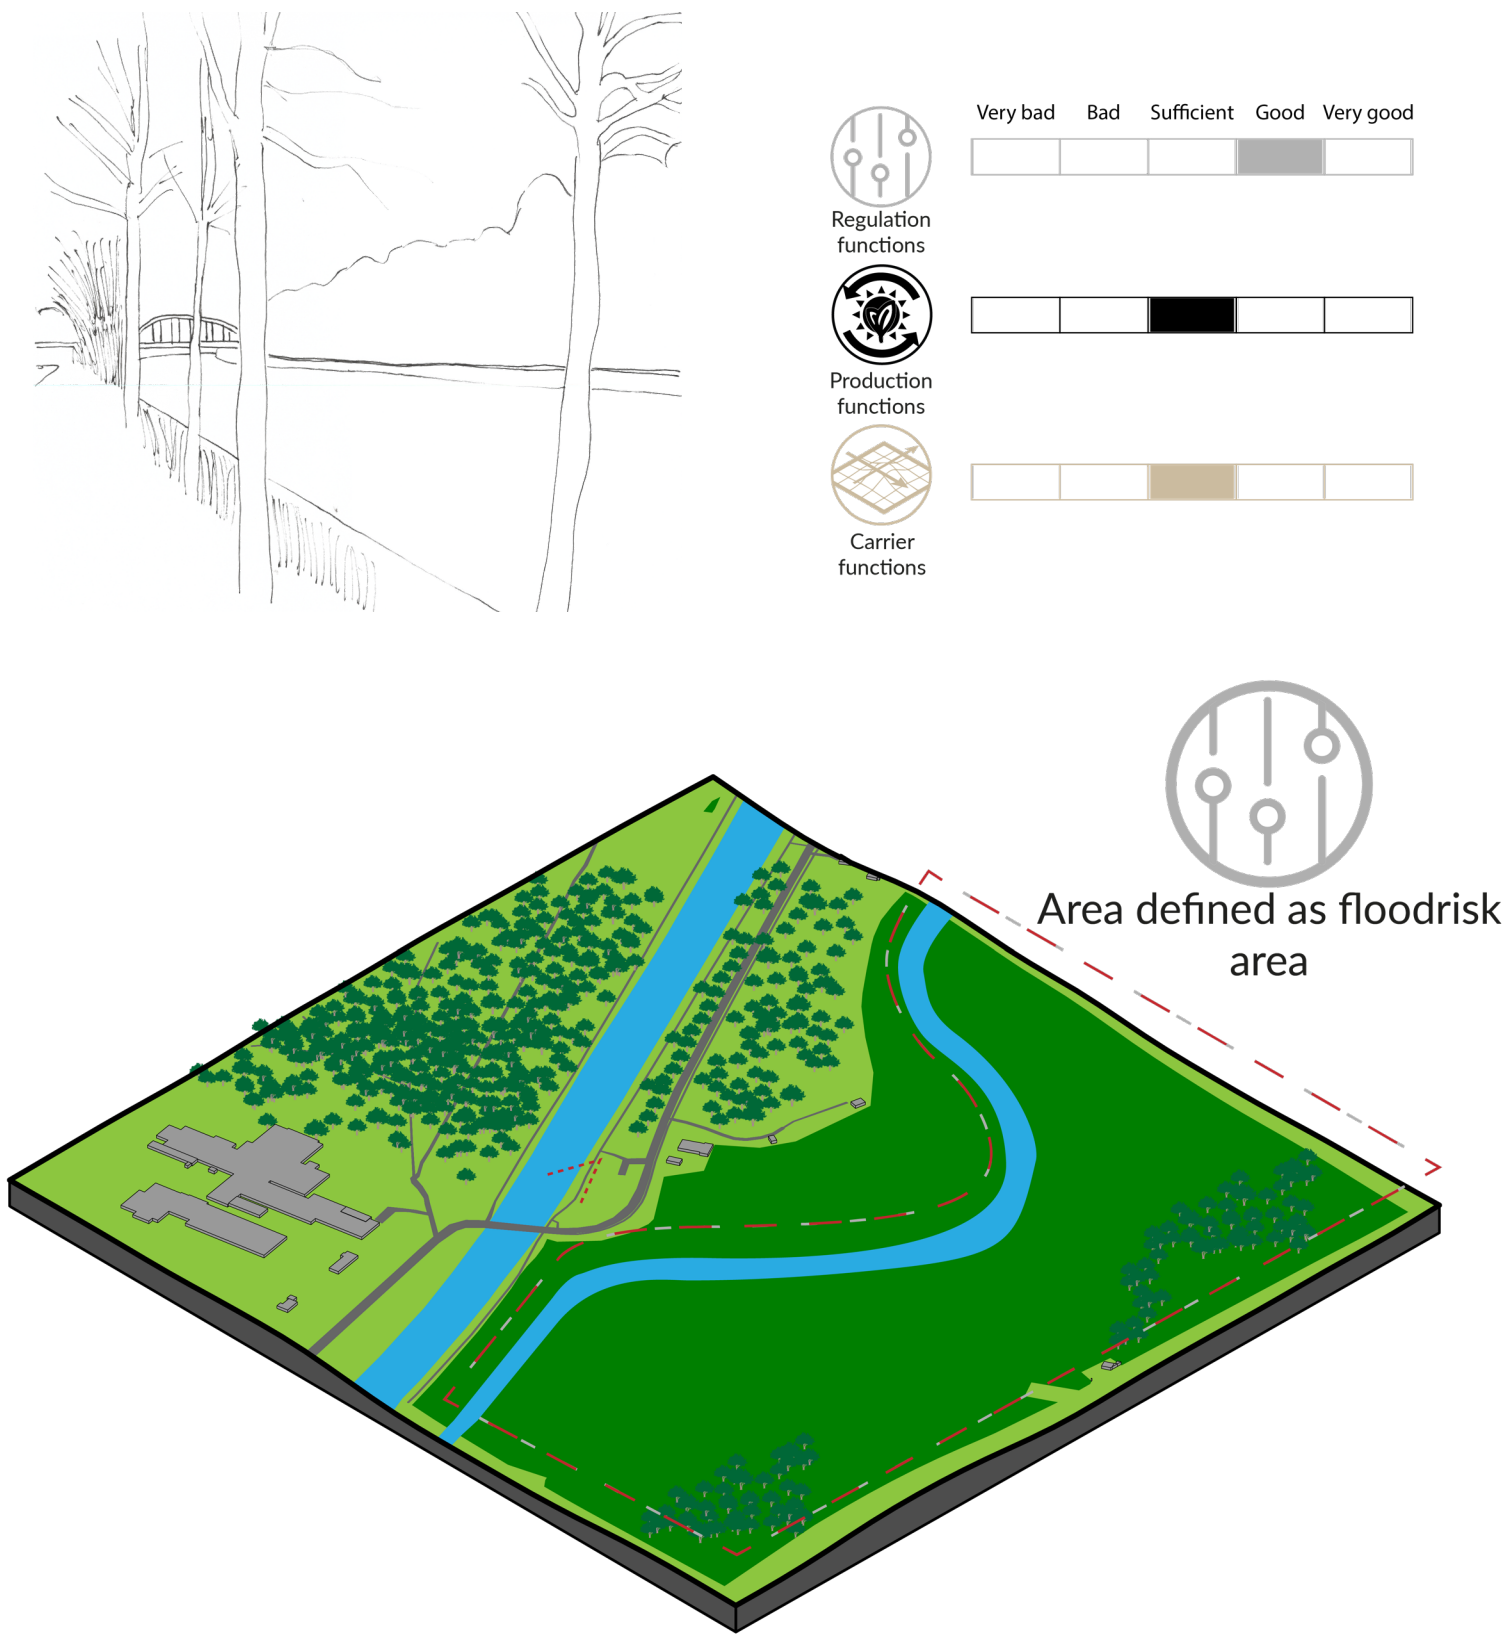 Very bad Bad Sufficient Good Very good
Regulation
functions
Production
functions
Carrier
functions
Area defined as floodrisk
area